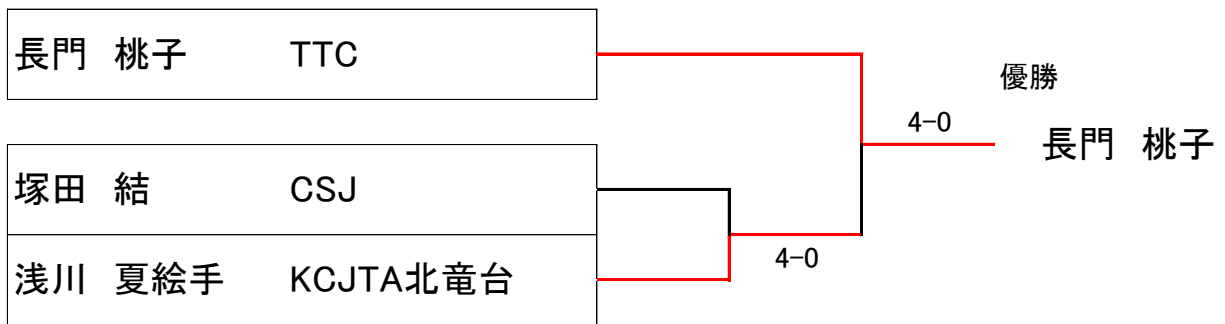 長門　桃子　　　TTC
優勝
4-0
長門　桃子
塚田　結　　　　CSJ
4-0
浅川　夏絵手　　KCJTA北竜台